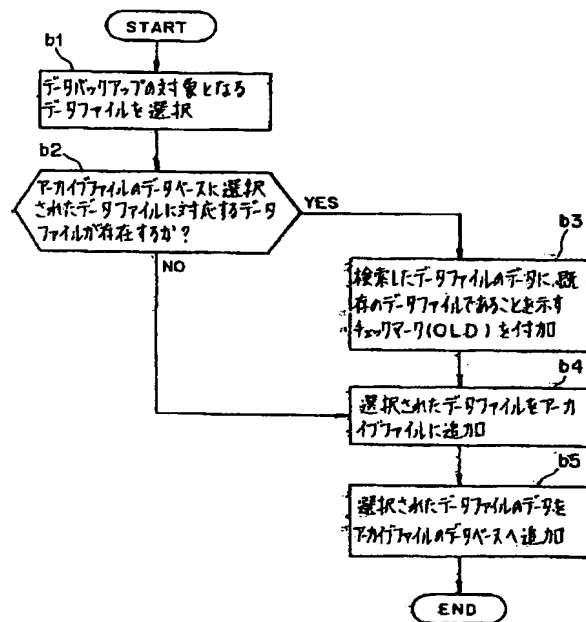 START
b1
データバックアップの対象となる
データファイルを選択
b2
アーカイブファイルのデータベースに選択
されたデータファイルに対応するデータ
ファイルが存在するか?
YES
NO
b3
検索したデータファイルのデータに、既
存のデータファイルであることを示す
チェックマーク(OLD)を付加
b4
選択されたデータファイルをアーカ
イブファイルに追加
b5
選択されたデータファイルのデータを
アーカイブファイルのデータベースへ追加
END